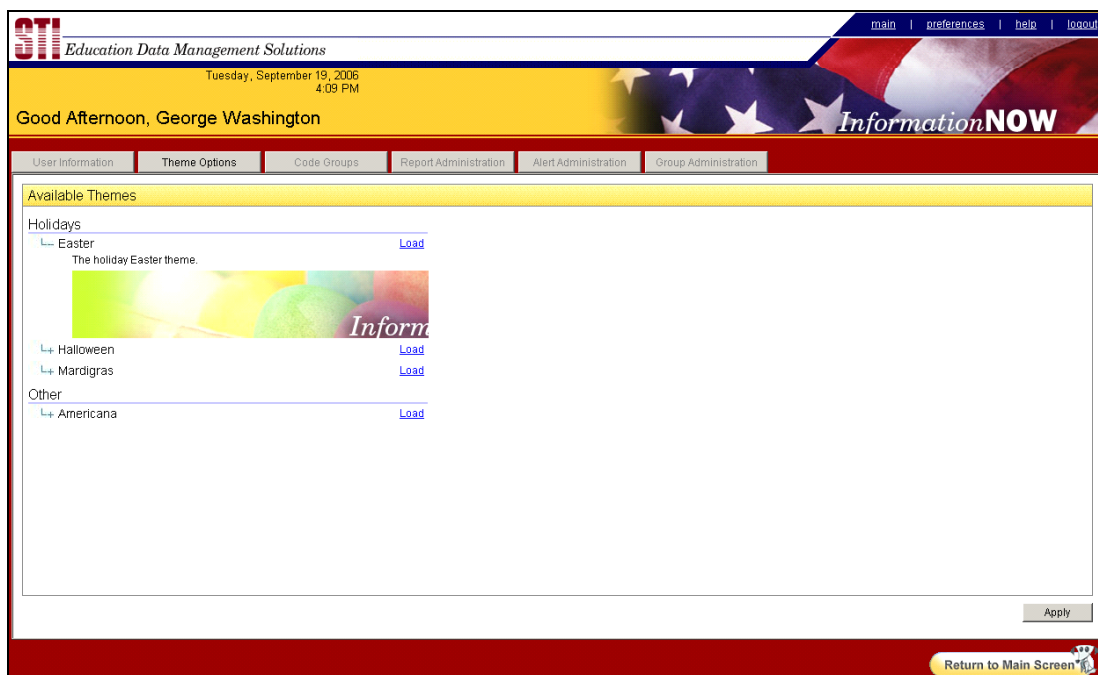 STI
main | preferences | help | logout
Education Data Management Solutions
Tuesday, September 19, 2006
4:09 PM
Good Afternoon, George Washington
InformationNOW
User Information
Theme Options
Code Groups
Report Administration
Alert Administration
Group Administration
Available Themes
Holidays
Easter Load
The holiday Easter theme.
Inform
Halloween Load
Mardigras Load
Other
Americana Load
Apply
Return to Main Screen